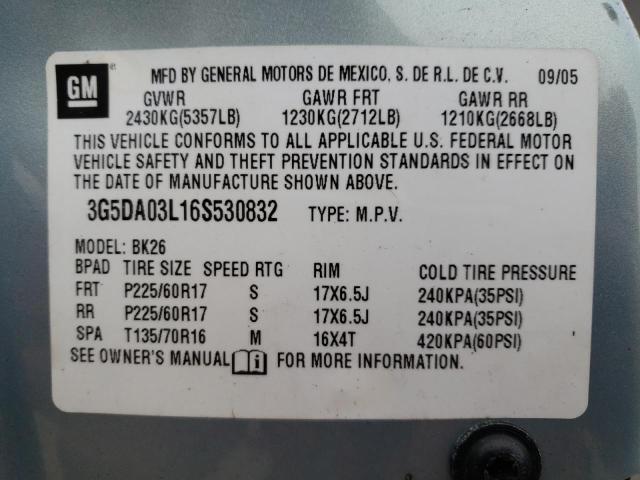 GM MFD BY GENERAL MOTORS DE MEXICO, S. DE R.L. DE C.V. 09/05
GVWR GAWR FRT GAWR RR
2430KG(5357LB) 1230KG(2712LB) 1210KG(2668LB)
THIS VEHICLE CONFORMS TO ALL APPLICABLE U.S. FEDERAL MOTOR
VEHICLE SAFETY AND THEFT PREVENTION STANDARDS IN EFFECT ON
THE DATE OF MANUFACTURE SHOWN ABOVE.
3G5DA03L16S530832 TYPE: M.P.V.
MODEL: BK26
BPAD TIRE SIZE SPEED RTG RIM COLD TIRE PRESSURE
FRT P225/60R17 S 17X6.5J 240KPA(35PSI)
RR P225/60R17 S 17X6.5J 240KPA(35PSI)
SPA T135/70R16 M 16X4T 420KPA(60PSI)
SEE OWNER'S MANUAL i FOR MORE INFORMATION.